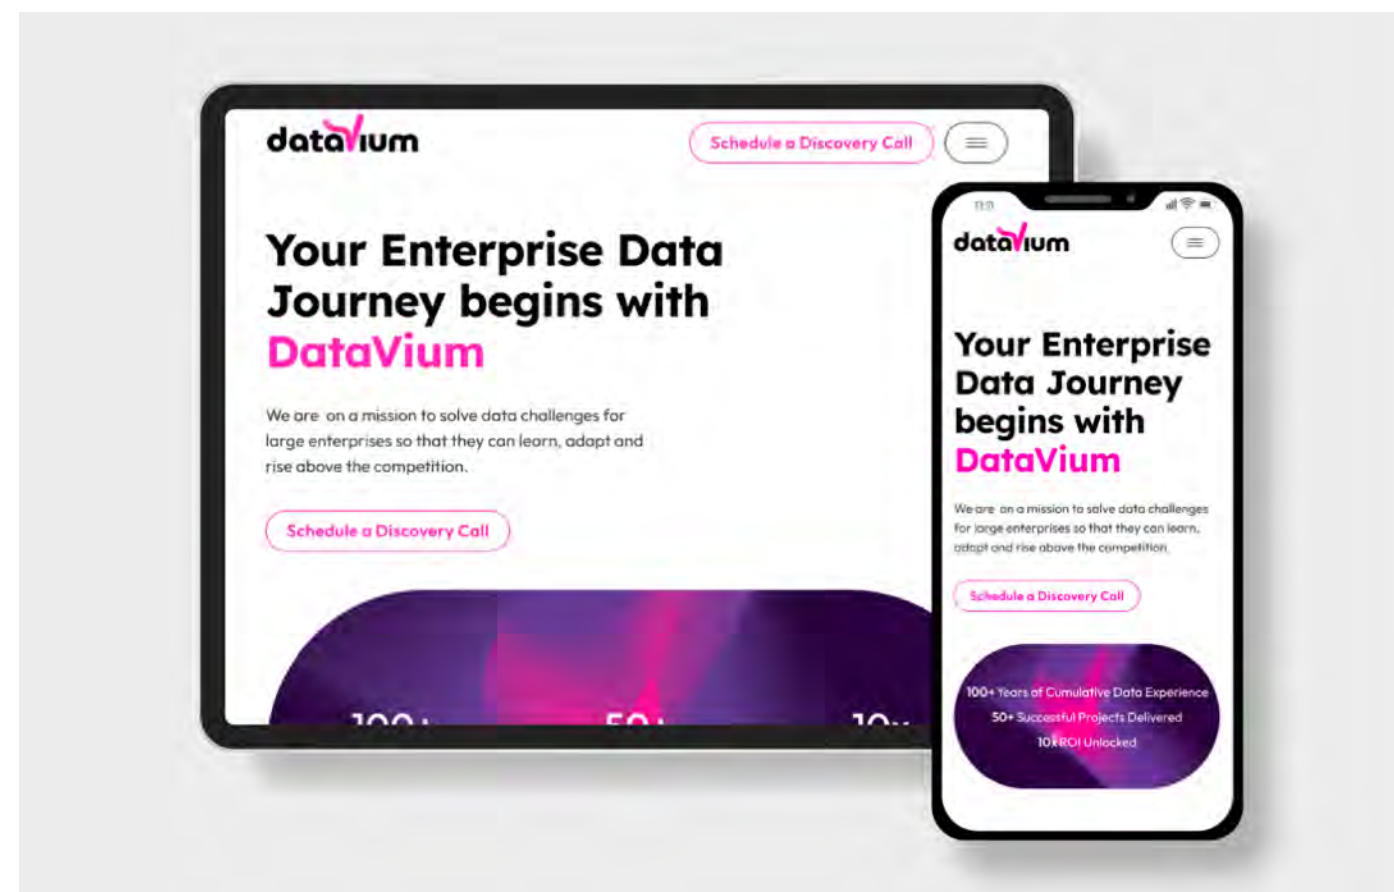 dataVium
Schedule a Discovery Call
Your Enterprise Data
Journey begins with
DataVium
We are on a mission to solve data challenges for
large enterprises so that they can learn, adapt and
rise above the competition.
Schedule a Discovery Call
100+
50+
10x
dataVium
Your Enterprise
Data Journey
begins with
DataVium
We are on a mission to solve data challenges
for large enterprises so that they can learn,
adapt and rise above the competition.
Schedule a Discovery Call
100+ Years of Cumulative Data Experience
50+ Successful Projects Delivered
10x ROI Unlocked